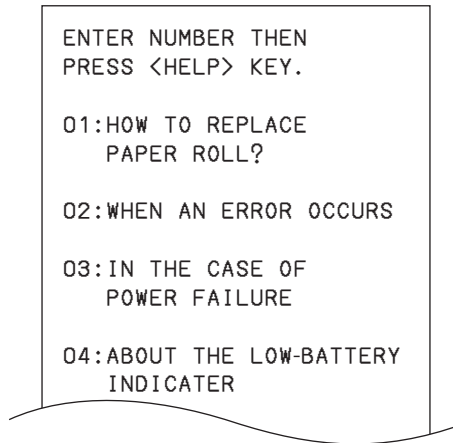 ENTER NUMBER THEN
PRESS <HELP> KEY.
01:HOW TO REPLACE
PAPER ROLL?
02:WHEN AN ERROR OCCURS
03:IN THE CASE OF
POWER FAILURE
04:ABOUT THE LOW-BATTERY
INDICATER